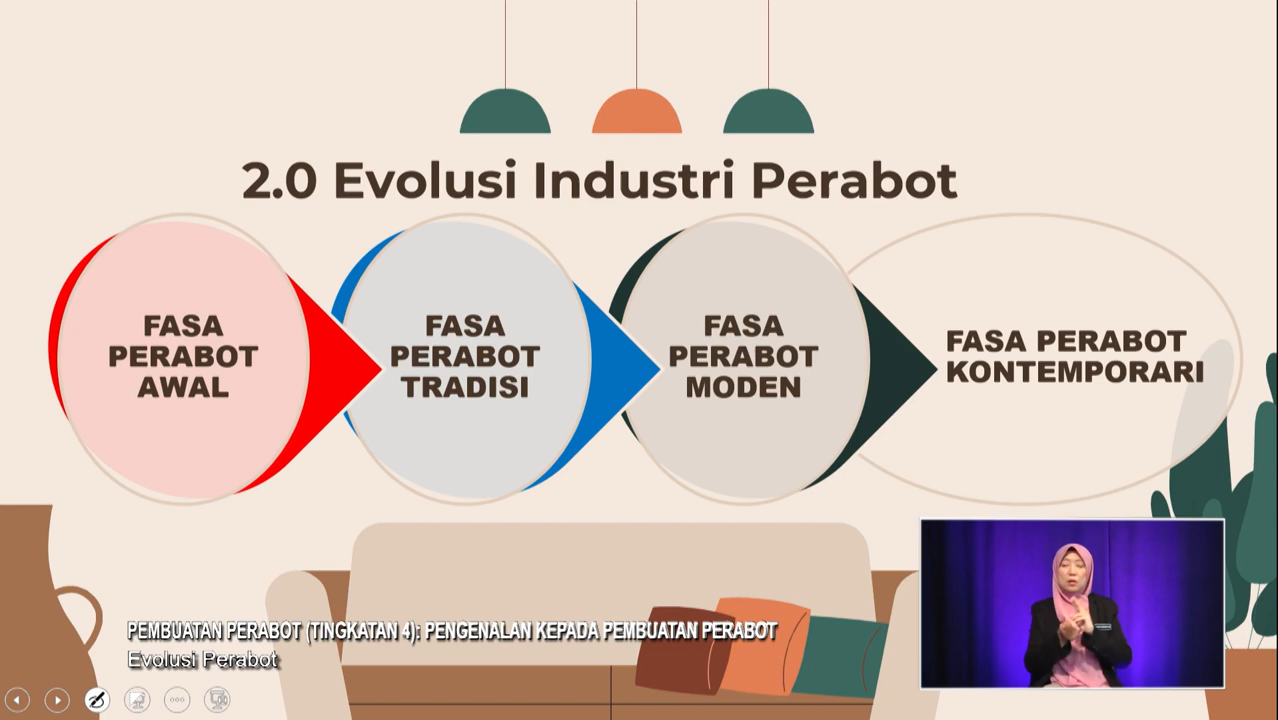 2.0 Evolusi Industri Perabot
FASA
PERABOT
AWAL
FASA
PERABOT
TRADISI
FASA
PERABOT
MODEN
FASA PERABOT
KONTEMPORARI
PEMBUATAN PERABOT (TINGKATAN 4): PENGENALAN KEPADA PEMBUATAN PERABOT
Evolusi Perabot